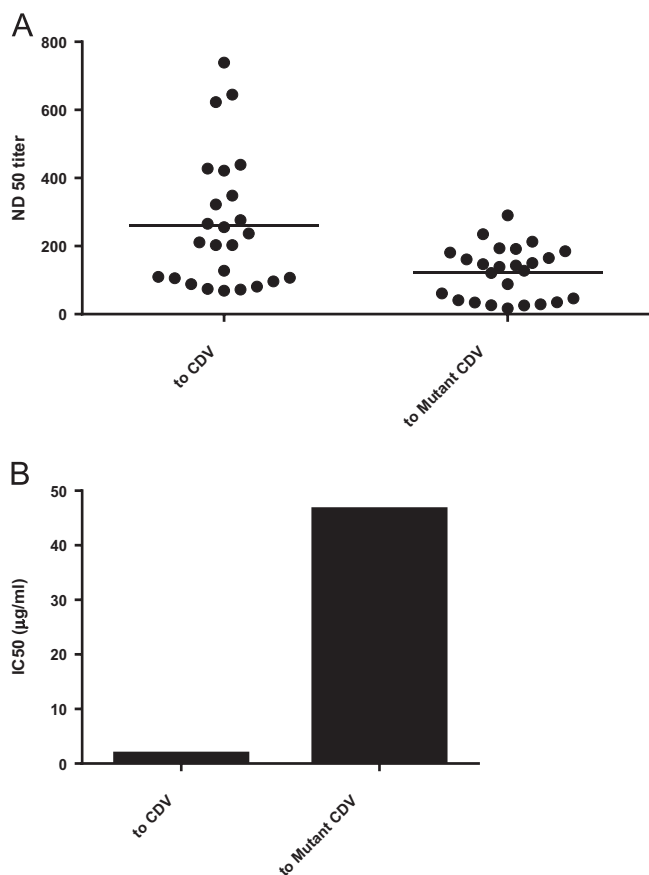 A
800
600
400
200
0
ND 50 titer
to CDV
to Mutant CDV
B
50
40
30
20
10
0
IC50 (μg/ml)
to CDV
to Mutant CDV